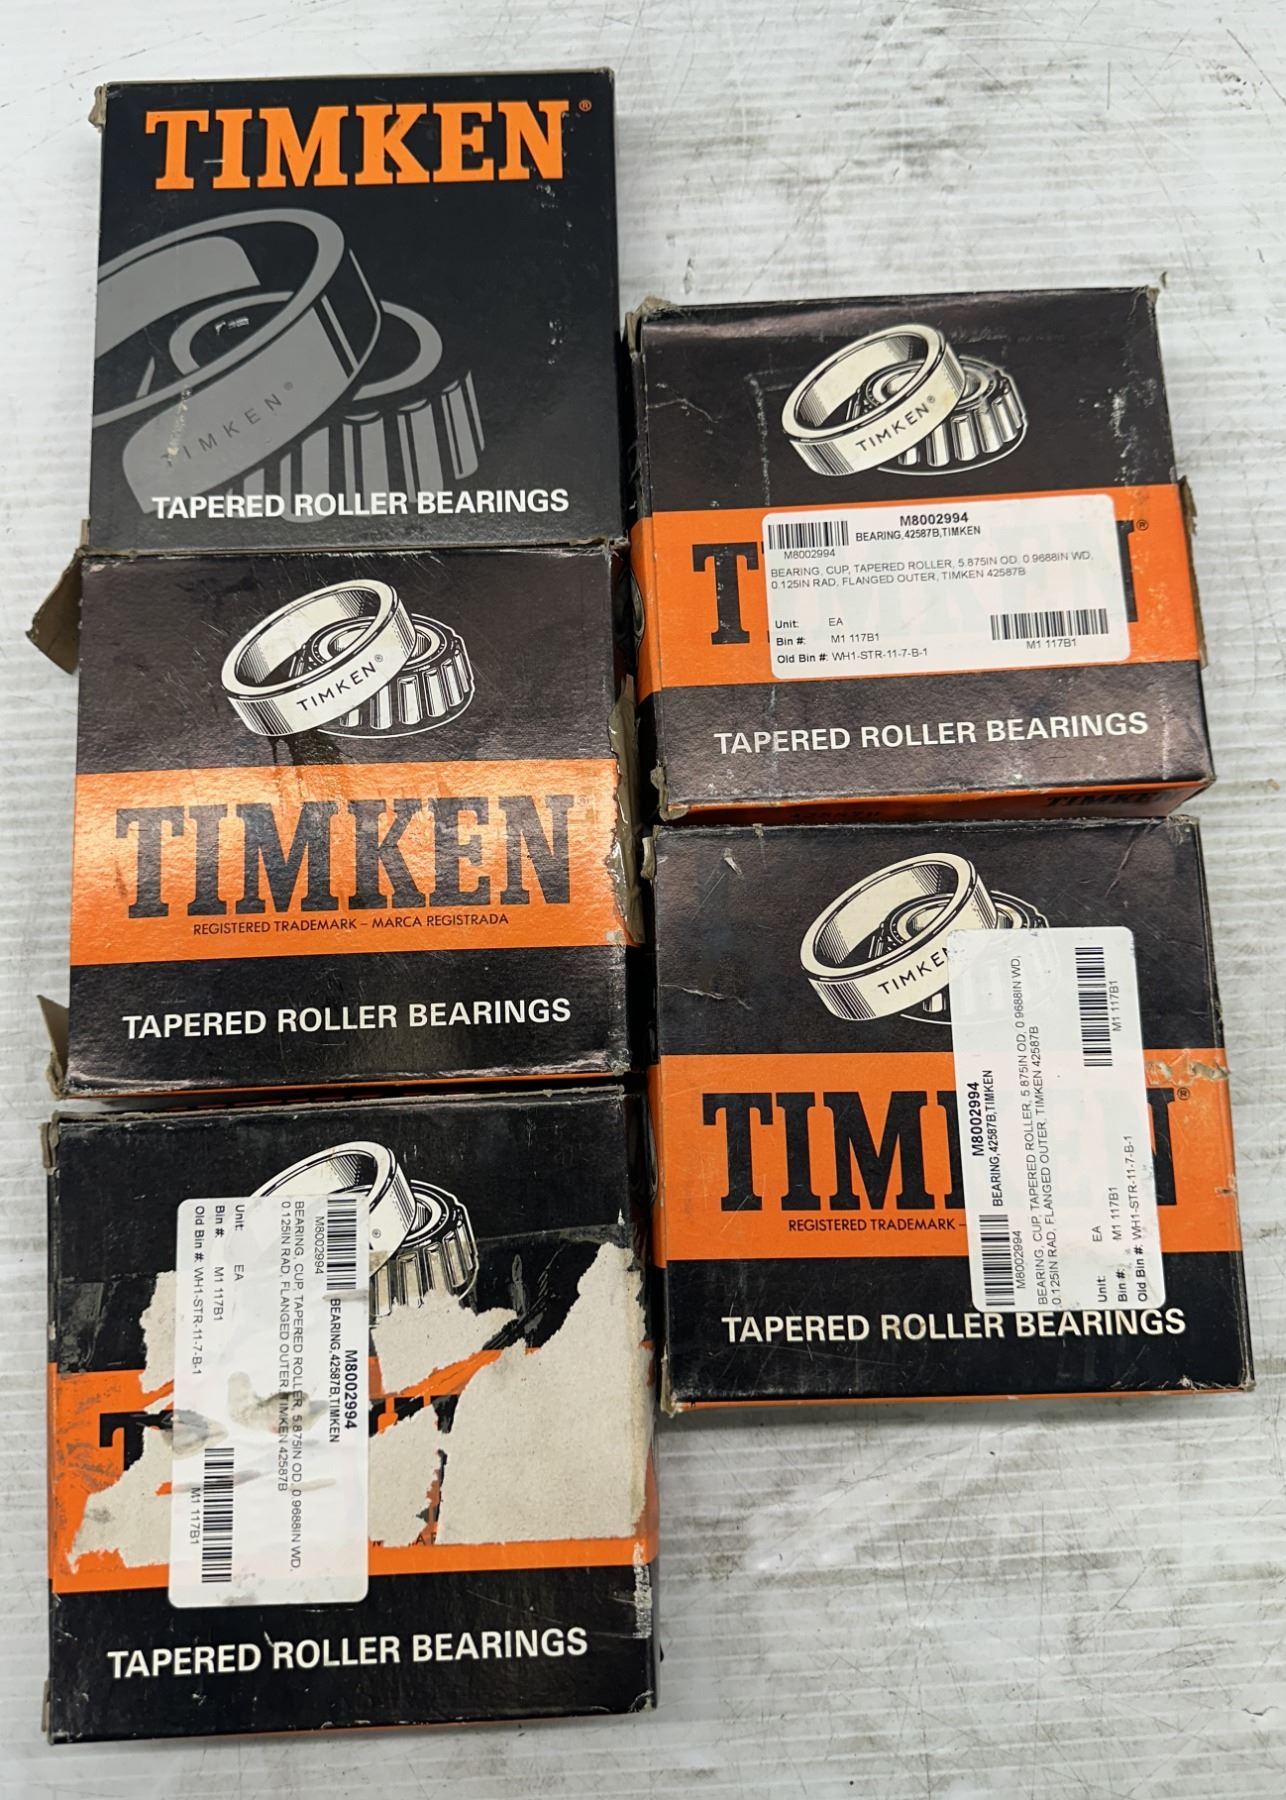 TIMKEN®
TIMKEN®
TAPERED ROLLER BEARINGS
TIMKEN®
TIMKEN
REGISTERED TRADEMARK – MARCA REGISTRADA
TAPERED ROLLER BEARINGS
M8002994
BEARING,42587B,TIMKEN
M8002994
BEARING, CUP, TAPERED ROLLER, 5.875IN OD, 0.9688IN WD,
0.125IN RAD, FLANGED OUTER, TIMKEN 42587B
Unit: EA
Bin #: M1 117B1
Old Bin #: WH1-STR-11-7-B-1
M1 117B1
TAPERED ROLLER BEARINGS
TIMKEN®
M8002994
BEARING,42587B,TIMKEN
M8002994
BEARING, CUP, TAPERED ROLLER, 5.875IN OD, 0.9688IN WD,
0.125IN RAD, FLANGED OUTER, TIMKEN 42587B
Unit: EA
Bin #: M1 117B1
Old Bin #: WH1-STR-11-7-B-1
M1 117B1
T ®
TAPERED ROLLER BEARINGS
42587B TIMKE
TIMKEN
M8002994
BEARING,42587B,TIMKEN
M8002994
BEARING, CUP, TAPERED ROLLER, 5.875IN OD, 0.9688IN WD,
0.125IN RAD, FLANGED OUTER, TIMKEN 42587B
Unit: EA
Bin #: M1 117B1
Old Bin #: WH1-STR-11-7-B-1
M1 117B1
TIMKEN®
REGISTERED TRADEMARK –
TAPERED ROLLER BEARINGS